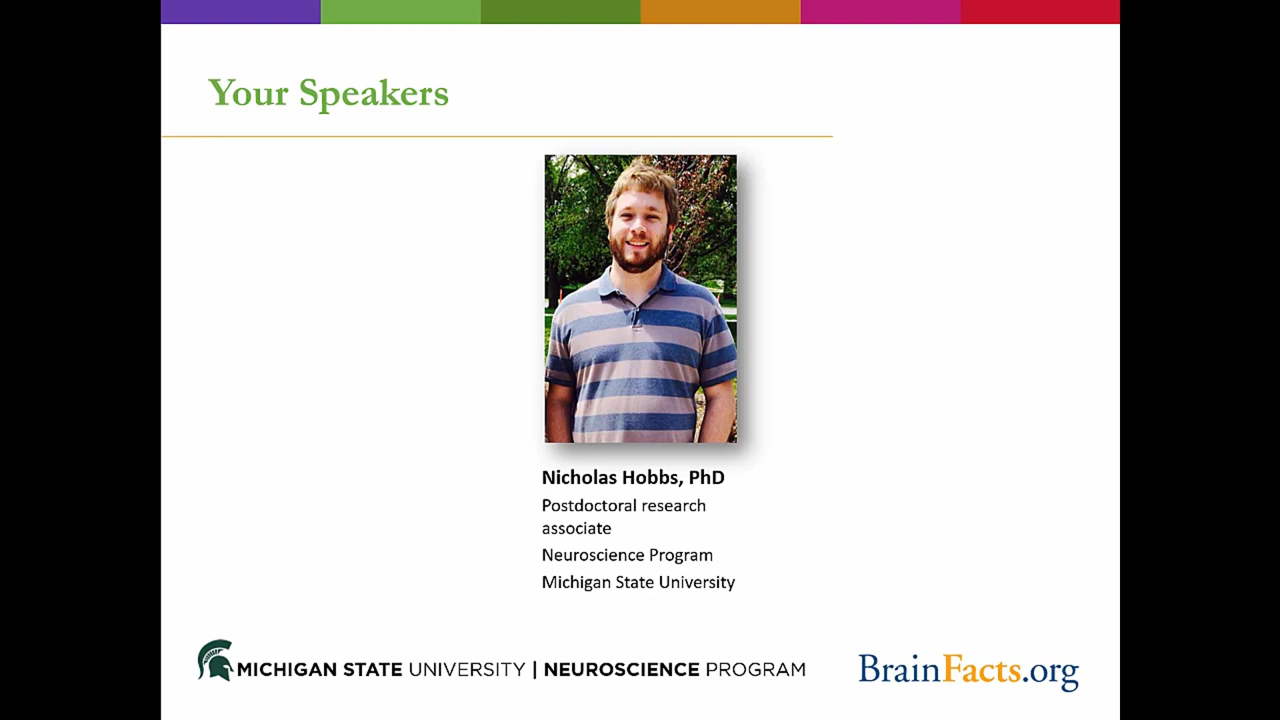 Your Speakers
Nicholas Hobbs, PhD
Postdoctoral research
associate
Neuroscience Program
Michigan State University
MICHIGAN STATE UNIVERSITY | NEUROSCIENCE PROGRAM
BrainFacts.org